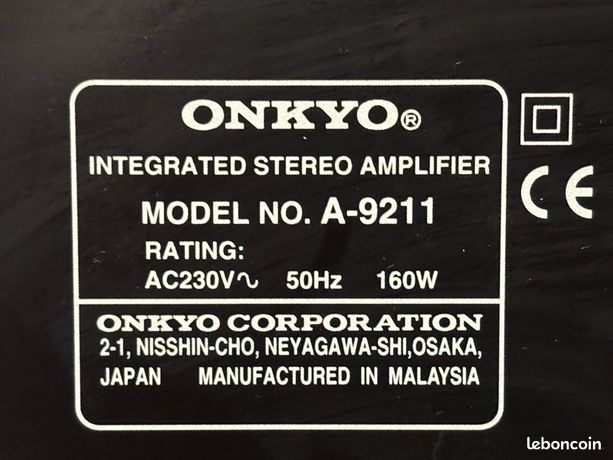 ONKYO®
INTEGRATED STEREO AMPLIFIER
MODEL NO. A-9211
RATING:
AC230V∿ 50Hz 160W
ONKYO CORPORATION
2-1, NISSHIN-CHO, NEYAGAWA-SHI,OSAKA,
JAPAN MANUFACTURED IN MALAYSIA
CE
leboncoin